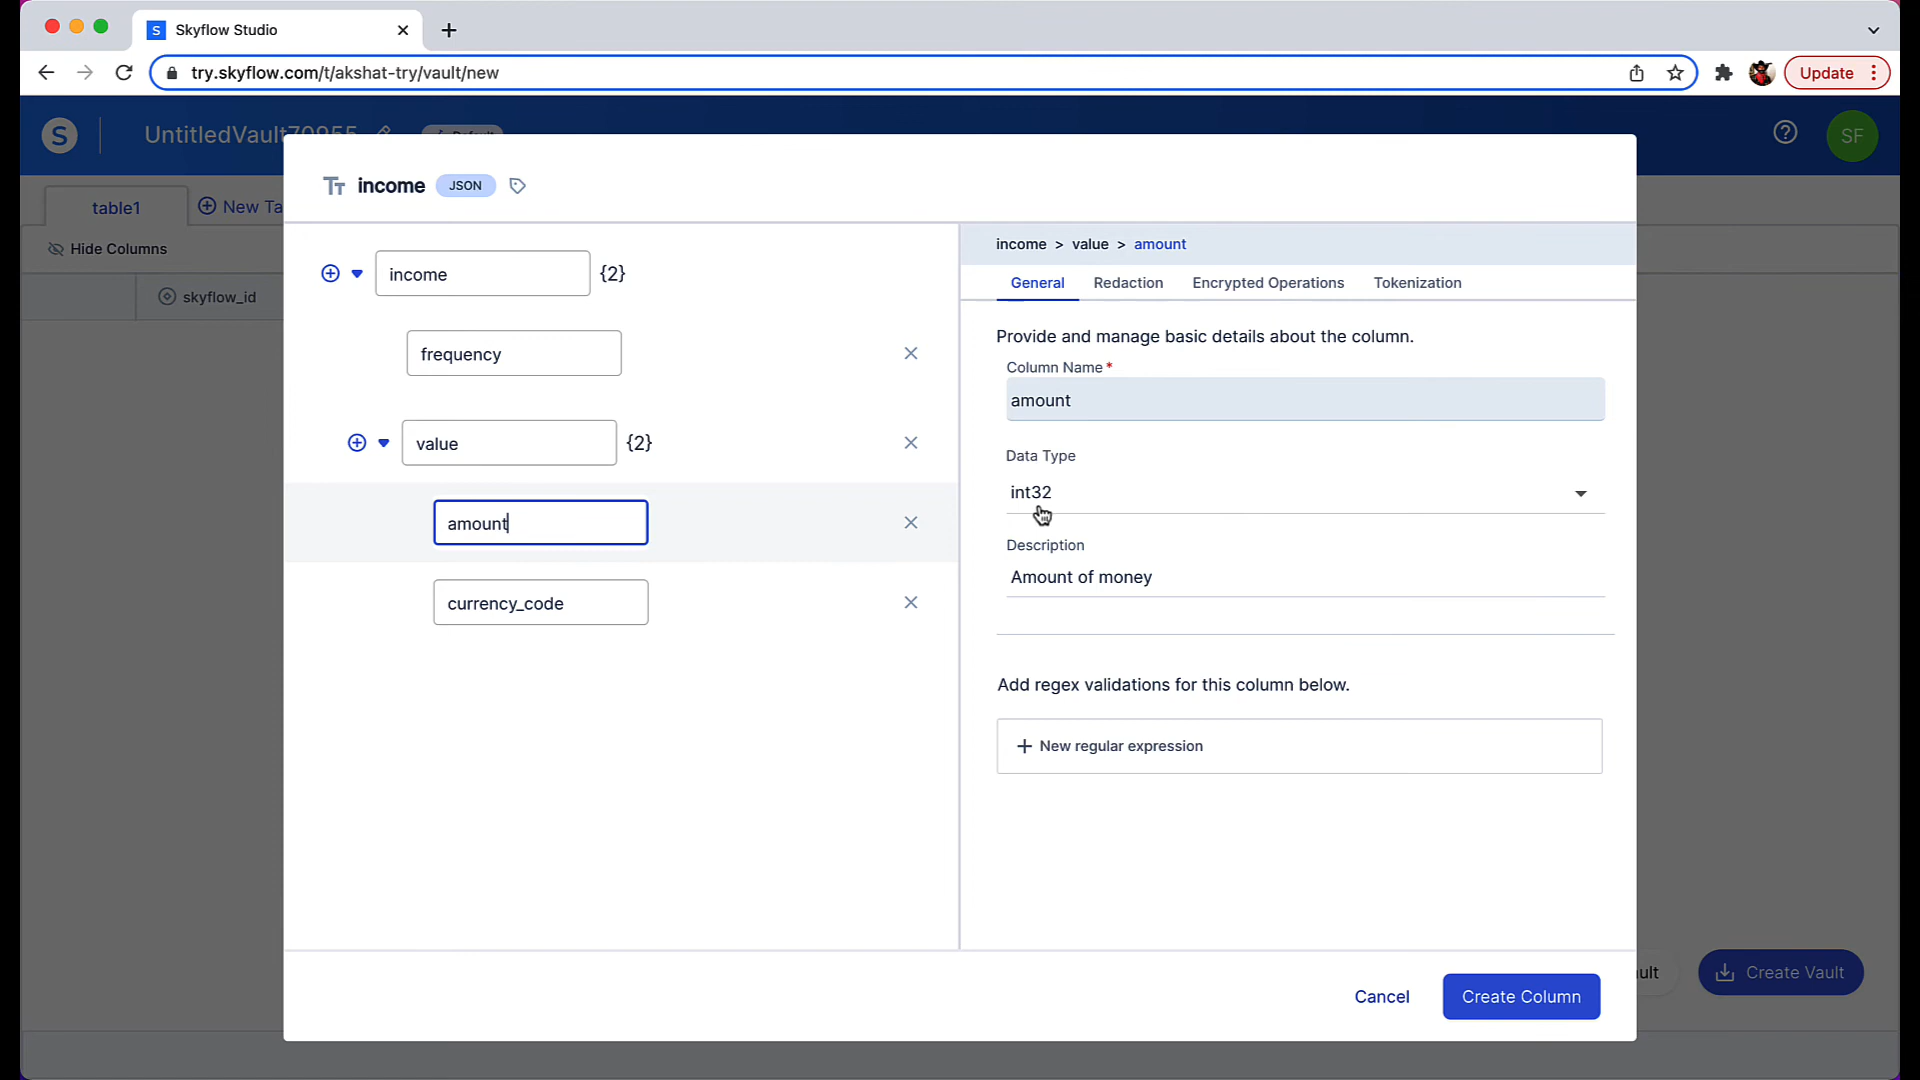 S Skyflow Studio
try.skyflow.com/t/akshat-try/vault/new
Update
S UntitledVault70955 Default
SF
Tт income JSON
table1 New Ta
Hide Columns
skyflow_id
income {2}
frequency
value {2}
amount
currency_code
income > value > amount
General Redaction Encrypted Operations Tokenization
Provide and manage basic details about the column.
Column Name *
amount
Data Type
int32
Description
Amount of money
Add regex validations for this column below.
+ New regular expression
ult Create Vault
Cancel Create Column